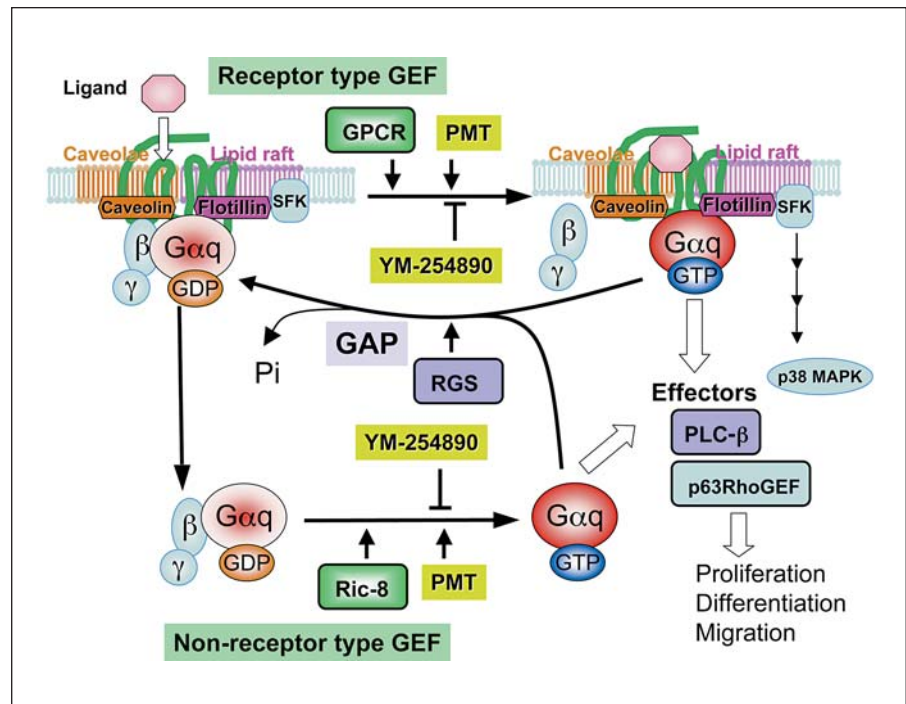 Receptor type GEF
Ligand
GPCR
PMT
Caveolae
Lipid raft
Caveolin
Flotillin
SFK
β
Gαq
γ
GDP
YM-254890
Caveolae
Lipid raft
Caveolin
Flotillin
SFK
β
γ
Gαq
GTP
GAP
Pi
RGS
p38 MAPK
Effectors
PLC-β
p63RhoGEF
YM-254890
β
Gαq
γ
GDP
Gαq
GTP
Ric-8
PMT
Non-receptor type GEF
Proliferation
Differentiation
Migration